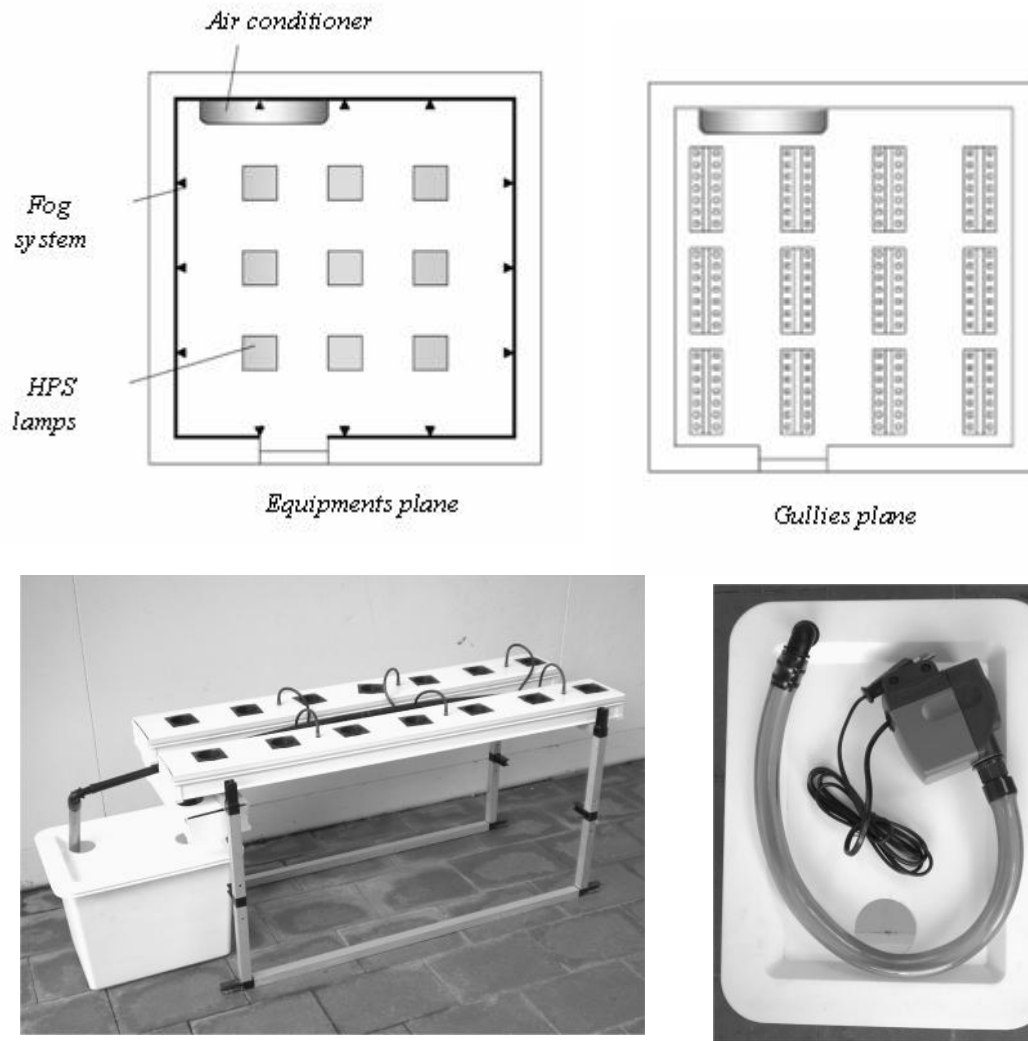 Air conditioner
Fog
system
HPS
lamps
Equipments plane
Gullies plane